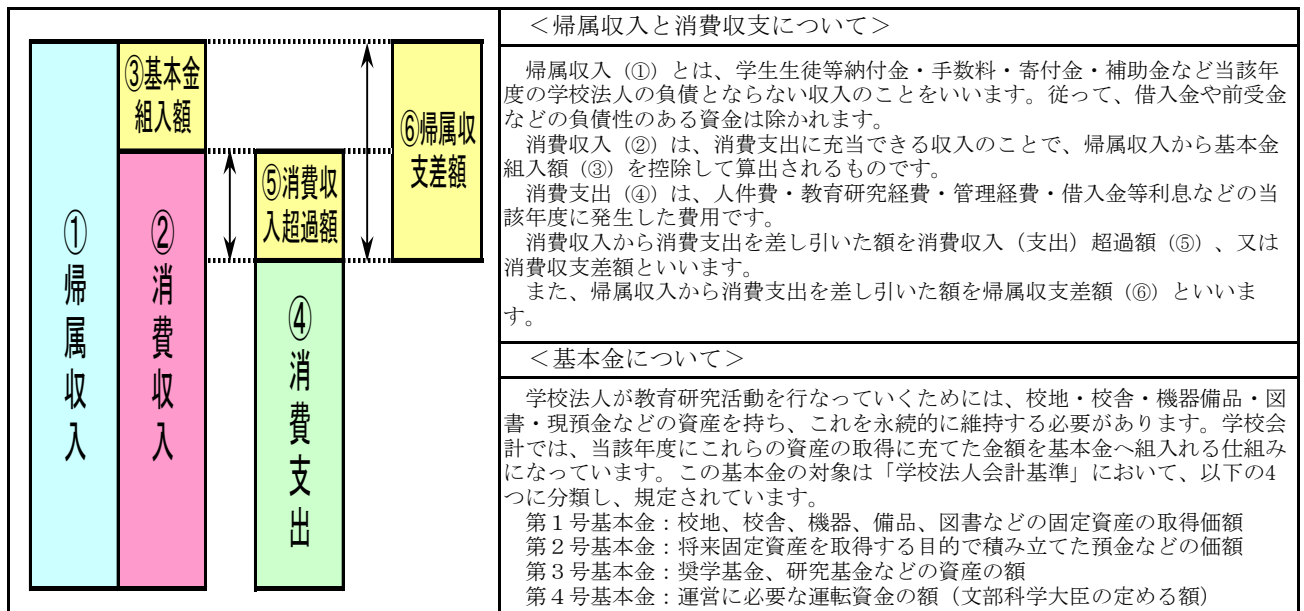 ③基本金
組入額
⑥帰属収
支差額
⑤消費収
入超過額
①帰属収入
②消費収入
④消費支出
＜帰属収入と消費収支について＞
帰属収入（①）とは、学生生徒等納付金・手数料・寄付金・補助金など当該年
度の学校法人の負債とならない収入のことをいいます。従って、借入金や前受金
などの負債性のある資金は除かれます。
消費収入（②）は、消費支出に充当できる収入のことで、帰属収入から基本金
組入額（③）を控除して算出されるものです。
消費支出（④）は、人件費・教育研究経費・管理経費・借入金等利息などの当
該年度に発生した費用です。
消費収入から消費支出を差し引いた額を消費収入（支出）超過額（⑤）、又は
消費収支差額といいます。
また、帰属収入から消費支出を差し引いた額を帰属収支差額（⑥）といいま
す。
＜基本金について＞
学校法人が教育研究活動を行なっていくためには、校地・校舎・機器備品・図
書・現預金などの資産を持ち、これを永続的に維持する必要があります。学校会
計では、当該年度にこれらの資産の取得に充てた金額を基本金へ組入れる仕組み
になっています。この基本金の対象は「学校法人会計基準」において、以下の4
つに分類し、規定されています。
第１号基本金：校地、校舎、機器、備品、図書などの固定資産の取得価額
第２号基本金：将来固定資産を取得する目的で積み立てた預金などの価額
第３号基本金：奨学基金、研究基金などの資産の額
第４号基本金：運営に必要な運転資金の額（文部科学大臣の定める額）